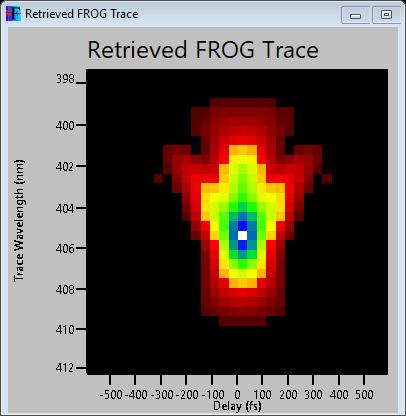 Retrieved FROG Trace
Retrieved FROG Trace
Trace Wavelength (nm)
398
400
402
404
406
408
410
412
-500 -400 -300 -200 -100 0 100 200 300 400 500
Delay (fs)